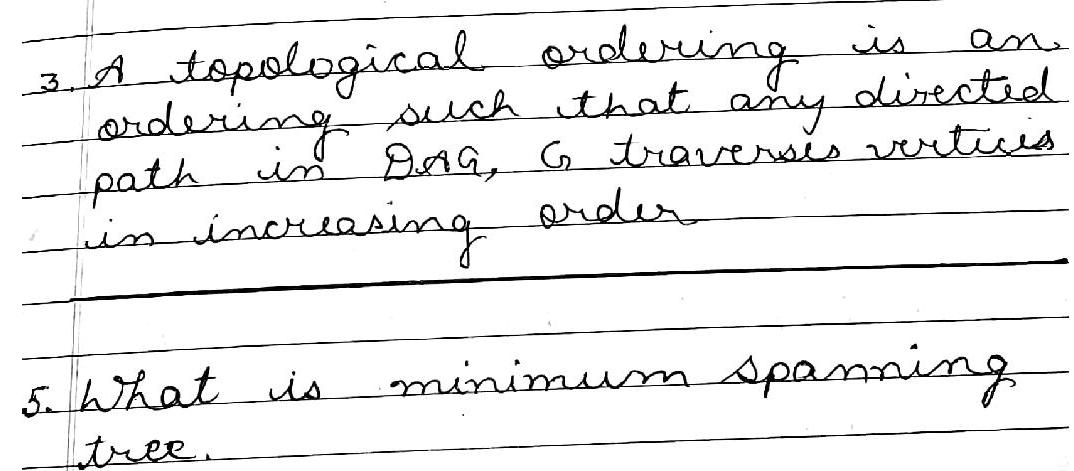 3. A topological ordering is an
ordering such that any directed
path in DAG, G traverses vertices
in increasing order
5. What is minimum spanning
tree.